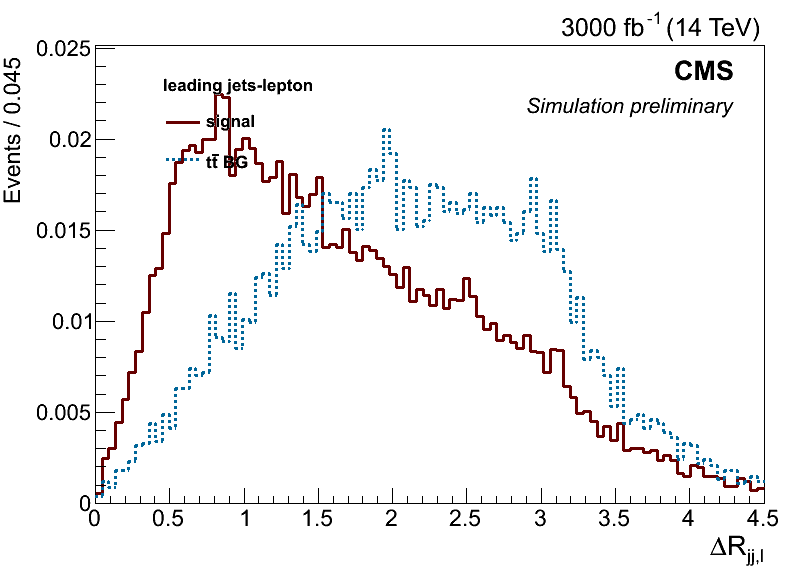 3000 fb⁻¹ (14 TeV)
CMS
Simulation preliminary
leading jets-lepton
signal
tt̄ BG
Events / 0.045
0.025
0.02
0.015
0.01
0.005
0
0 0.5 1 1.5 2 2.5 3 3.5 4 4.5
ΔR_jj,l